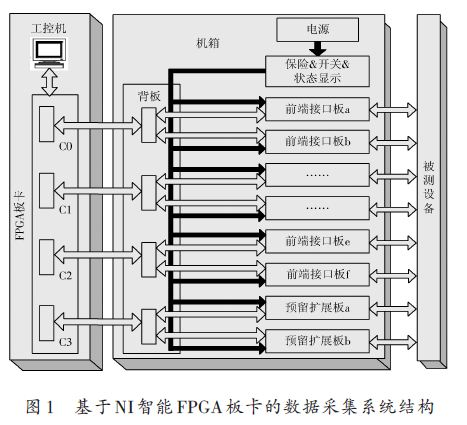 工控机
FPGA板卡
C0
C1
C2
C3
机箱
背板
电源
保险&开关&
状态显示
前端接口板a
前端接口板b
……
……
前端接口板e
前端接口板f
预留扩展板a
预留扩展板b
被测设备
图1 基于NI智能FPGA板卡的数据采集系统结构